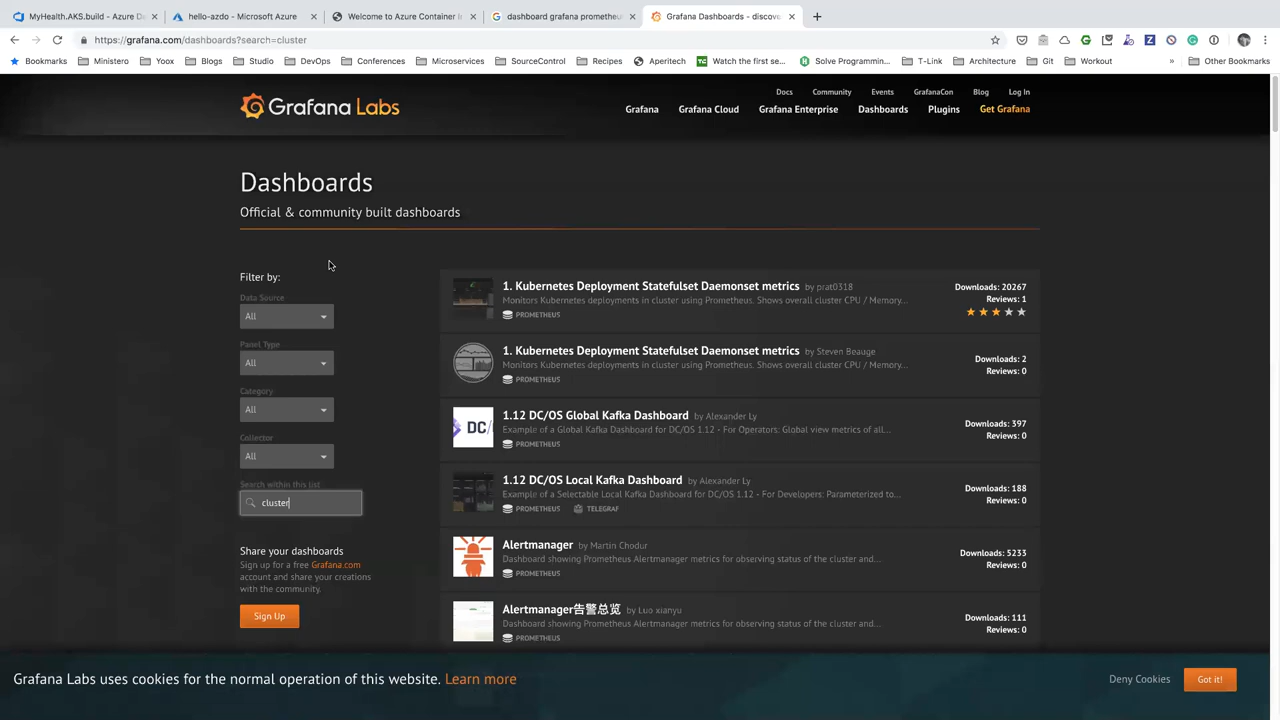 MyHealth.AKS.build - Azure D
hello-azdo - Microsoft Azure
Welcome to Azure Container I
dashboard grafana prometheus
Grafana Dashboards - discove
https://grafana.com/dashboards?search=cluster
Bookmarks
Ministero
Yoox
Blogs
Studio
DevOps
Conferences
Microservices
SourceControl
Recipes
Aperitech
Watch the first se...
Solve Programmin...
T-Link
Architecture
Git
Workout
»
Other Bookmarks
Grafana Labs
Docs
Community
Events
GrafanaCon
Blog
Log In
Grafana
Grafana Cloud
Grafana Enterprise
Dashboards
Plugins
Get Grafana
Dashboards
Official & community built dashboards
Filter by:
Data Source
All
Panel Type
All
Category
All
Collector
All
Search within this list
cluster
Share your dashboards
Sign up for a free Grafana.com
account and share your creations
with the community.
Sign Up
1. Kubernetes Deployment Statefulset Daemonset metrics by prat0318
Monitors Kubernetes deployments in cluster using Prometheus. Shows overall cluster CPU / Memory...
PROMETHEUS
Downloads: 20267
Reviews: 1
1. Kubernetes Deployment Statefulset Daemonset metrics by Steven Beauge
Monitors Kubernetes deployments in cluster using Prometheus. Shows overall cluster CPU / Memory...
PROMETHEUS
Downloads: 2
Reviews: 0
DC/
1.12 DC/OS Global Kafka Dashboard by Alexander Ly
Example of a Global Kafka Dashboard for DC/OS 1.12 - For Operators: Global view metrics of all...
PROMETHEUS
Downloads: 397
Reviews: 0
1.12 DC/OS Local Kafka Dashboard by Alexander Ly
Example of a Selectable Local Kafka Dashboard for DC/OS 1.12 - For Developers: Parameterized to...
PROMETHEUS TELEGRAF
Downloads: 188
Reviews: 0
Alertmanager by Martin Chodur
Dashboard showing Prometheus Alertmanager metrics for observing status of the cluster and...
PROMETHEUS
Downloads: 5233
Reviews: 0
Alertmanager告警总览 by Luo xianyu
Dashboard showing Prometheus Alertmanager metrics for observing status of the cluster and...
PROMETHEUS
Downloads: 111
Reviews: 0
Grafana Labs uses cookies for the normal operation of this website. Learn more
Deny Cookies
Got it!